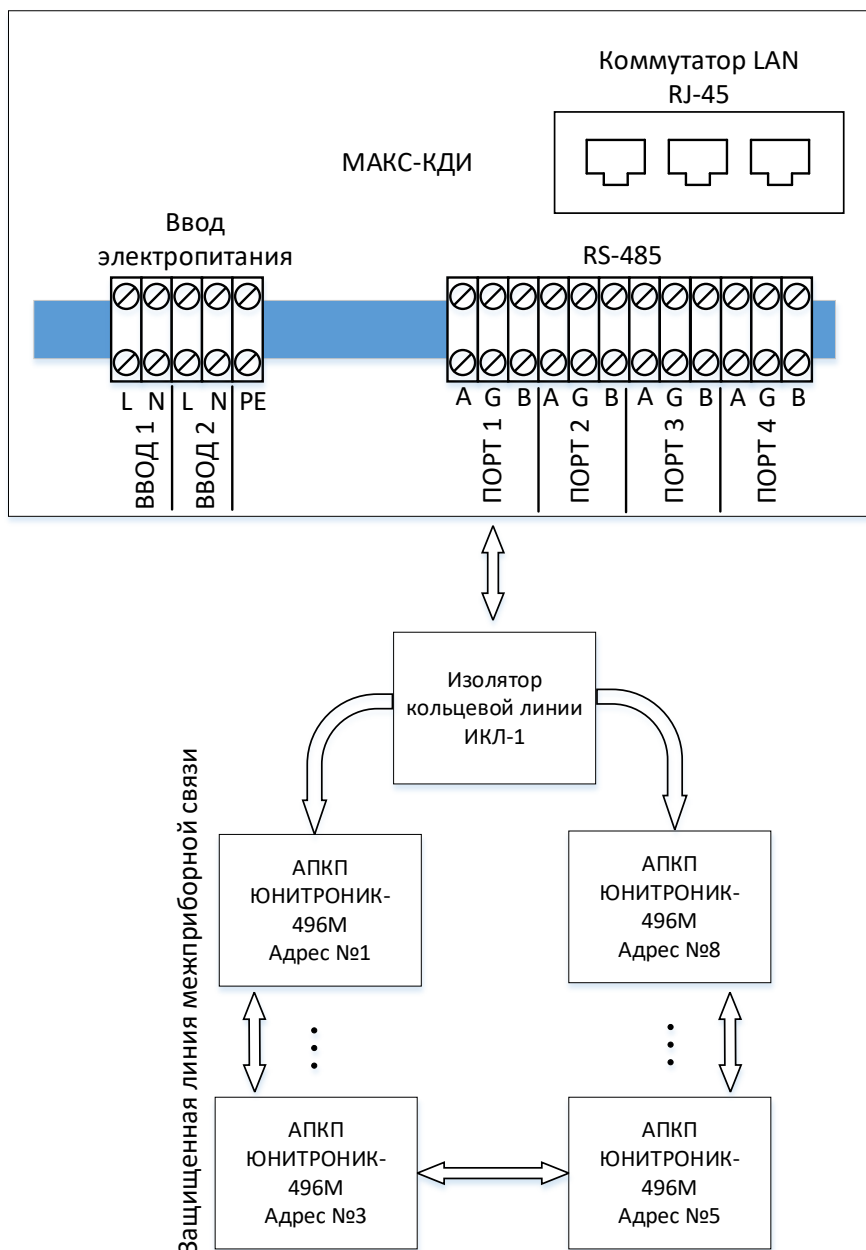 Коммутатор LAN
RJ-45
МАКС-КДИ
Ввод
электропитания
RS-485
L N L N PE
A G B A G B A G B A G B
ВВОД 1
ВВОД 2
ПОРТ 1
ПОРТ 2
ПОРТ 3
ПОРТ 4
Изолятор
кольцевой линии
ИКЛ-1
Защищенная линия межприборной связи
АПКП
ЮНИТРОНИК-
496М
Адрес №1
АПКП
ЮНИТРОНИК-
496М
Адрес №8
АПКП
ЮНИТРОНИК-
496М
Адрес №3
АПКП
ЮНИТРОНИК-
496М
Адрес №5